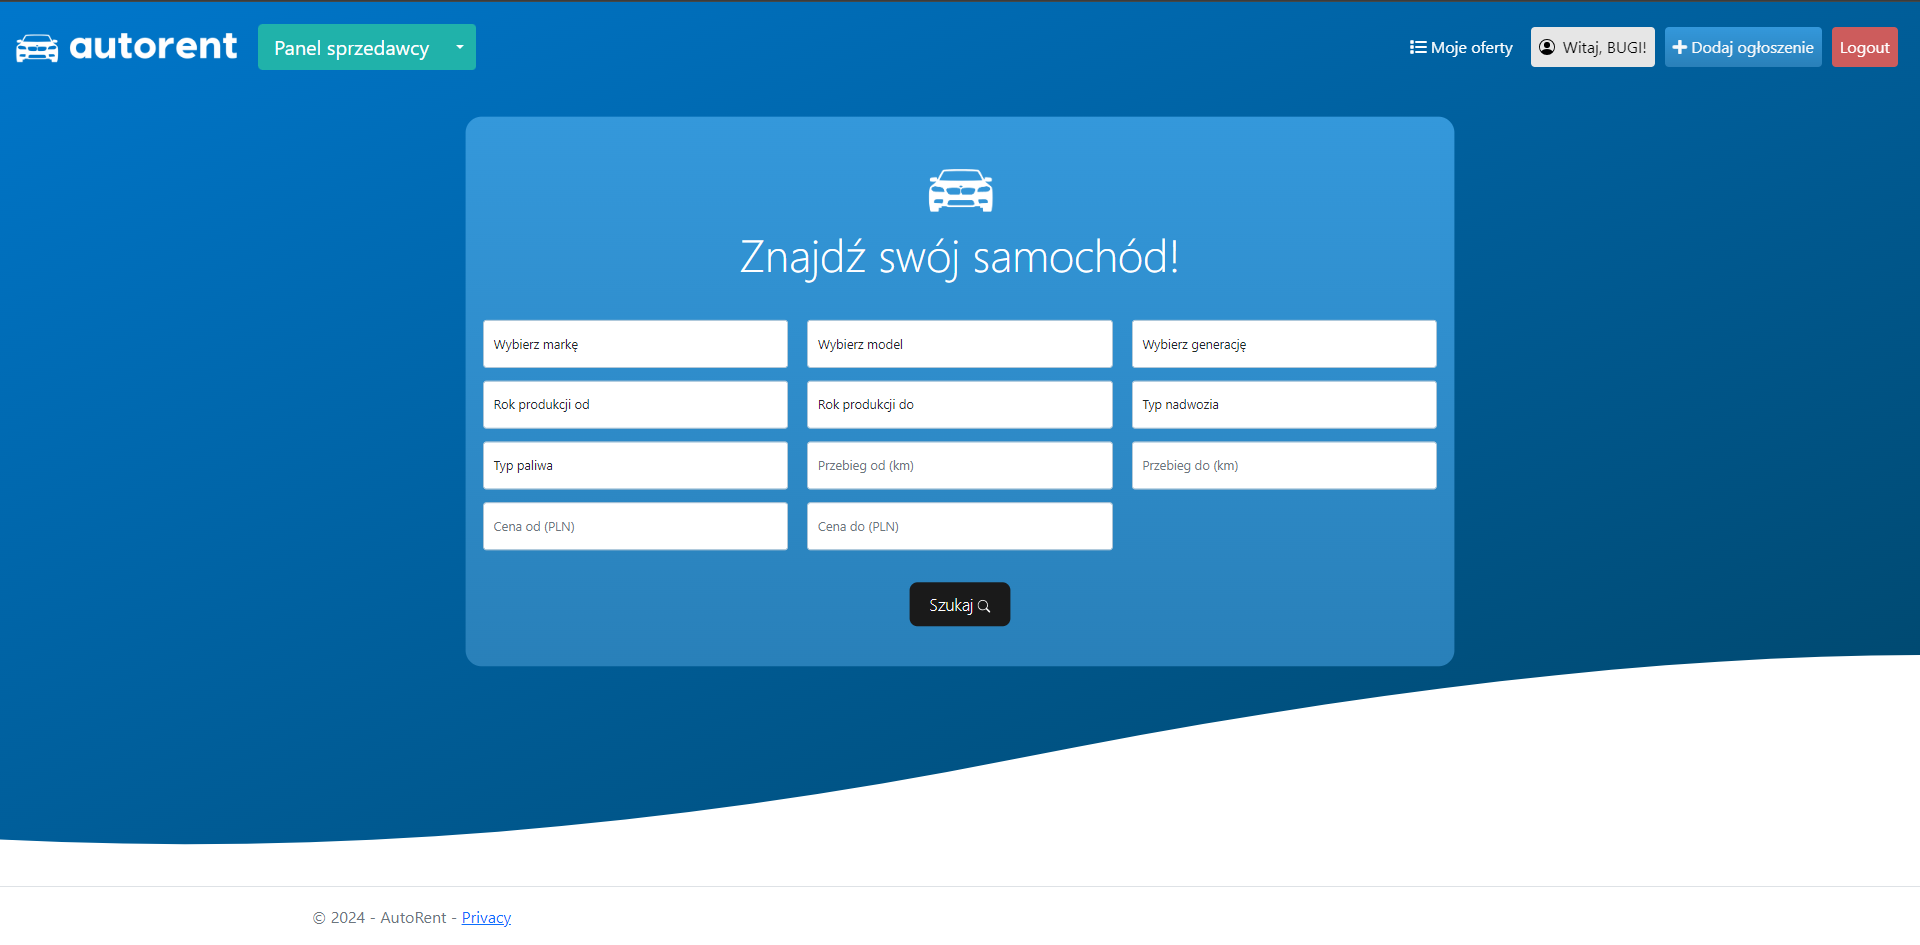 autorent
Panel sprzedawcy
Moje oferty
Witaj, BUGI!
Dodaj ogłoszenie
Logout
Znajdź swój samochód!
Wybierz markę
Wybierz model
Wybierz generację
Rok produkcji od
Rok produkcji do
Typ nadwozia
Typ paliwa
Przebieg od (km)
Przebieg do (km)
Cena od (PLN)
Cena do (PLN)
Szukaj
© 2024 - AutoRent - Privacy